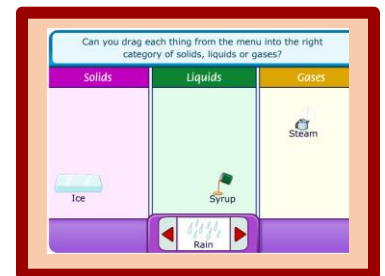 Can you drag each thing from the menu into the right
category of solids, liquids or gases?
Solids Liquids Gases
Steam
Ice Syrup
Rain